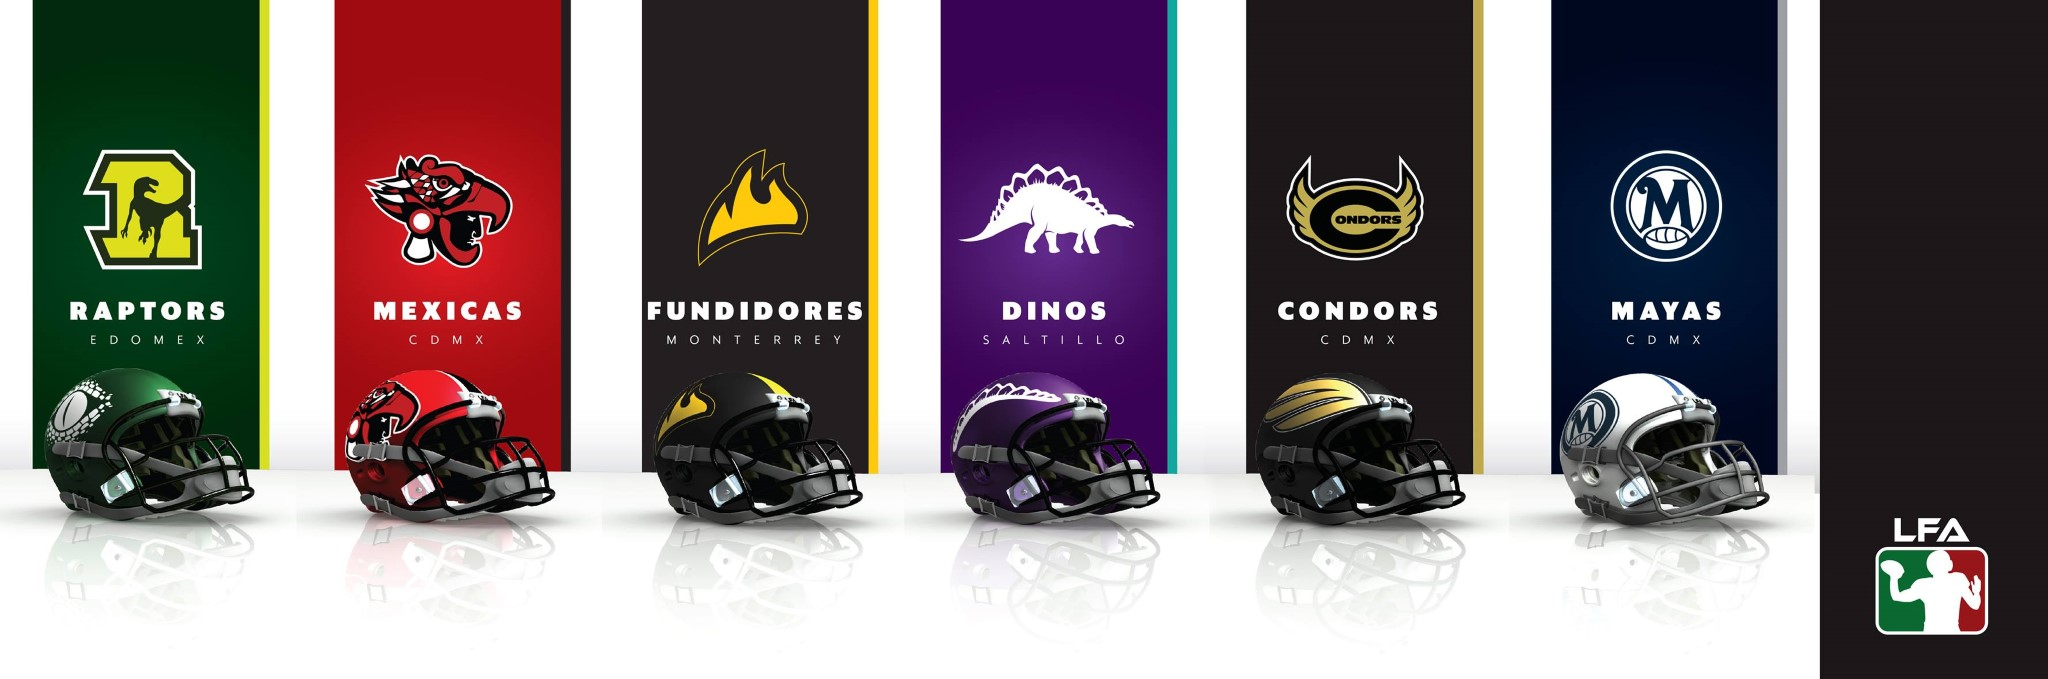 RAPTORS
EDOMEX
MEXICAS
CDMX
FUNDIDORES
MONTERREY
DINOS
SALTILLO
CONDORS
CONDORS
CDMX
M
MAYAS
CDMX
M
R
LFA